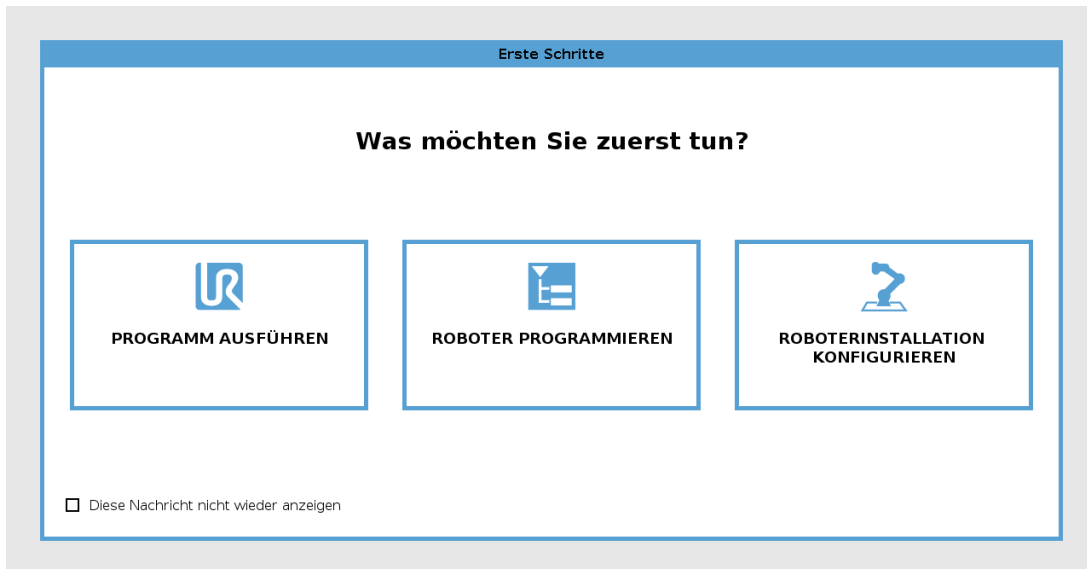 Erste Schritte
Was möchten Sie zuerst tun?
PROGRAMM AUSFÜHREN
ROBOTER PROGRAMMIEREN
ROBOTERINSTALLATION
KONFIGURIEREN
Diese Nachricht nicht wieder anzeigen